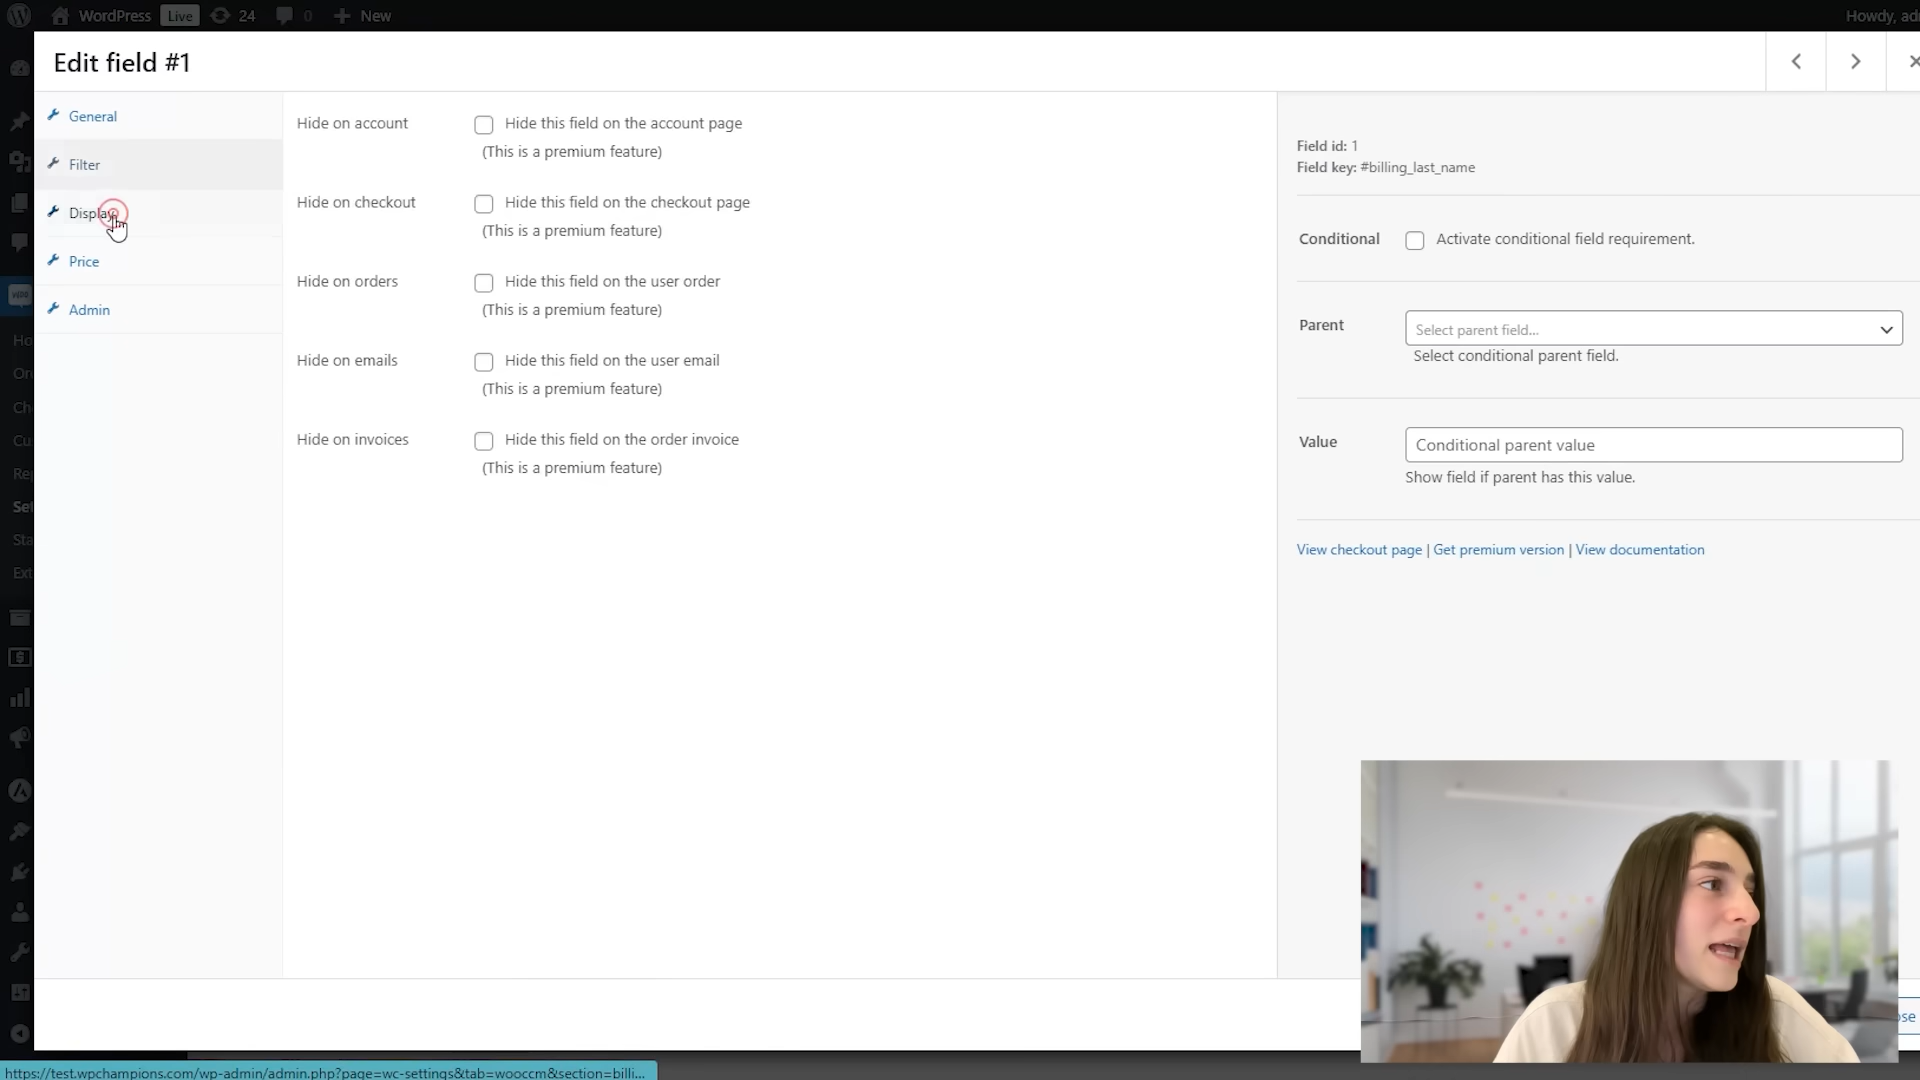 WordPress Live 24 0 New
Edit field #1
General
Filter
Display
Price
Admin
Hide on account
Hide this field on the account page
(This is a premium feature)
Hide on checkout
Hide this field on the checkout page
(This is a premium feature)
Hide on orders
Hide this field on the user order
(This is a premium feature)
Hide on emails
Hide this field on the user email
(This is a premium feature)
Hide on invoices
Hide this field on the order invoice
(This is a premium feature)
Field id: 1
Field key: #billing_last_name
Conditional
Activate conditional field requirement.
Parent
Select parent field...
Select conditional parent field.
Value
Conditional parent value
Show field if parent has this value.
View checkout page | Get premium version | View documentation
https://test.wpchampions.com/wp-admin/admin.php?page=wc-settings&tab=wooccm&section=billi...